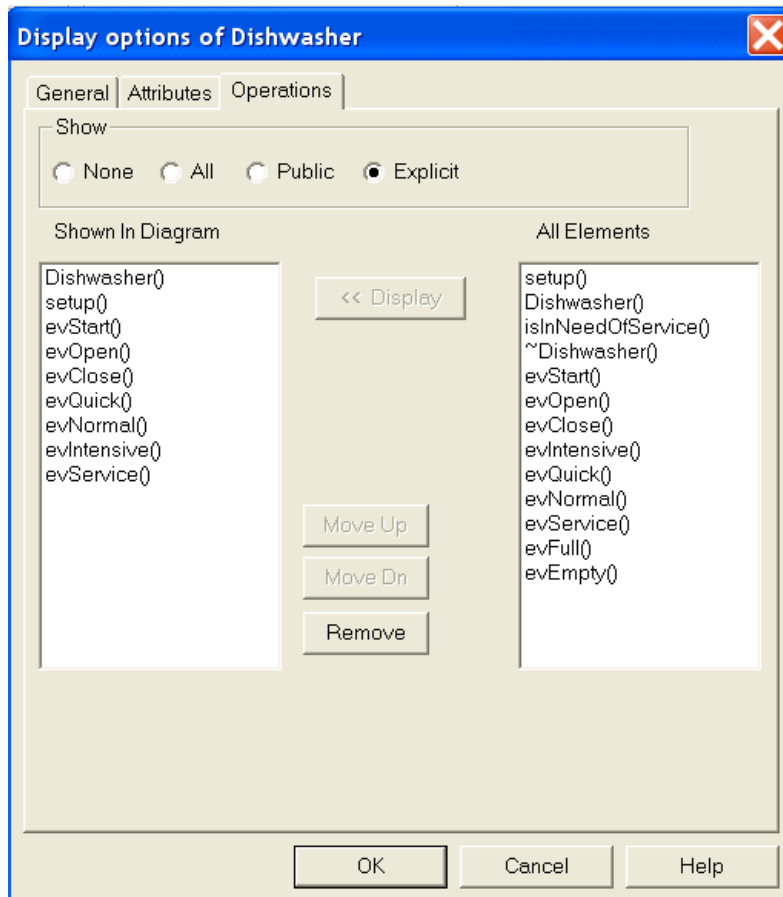 Display options of Dishwasher
General Attributes Operations
Show
None All Public Explicit
Shown In Diagram
All Elements
Dishwasher()
setup()
evStart()
evOpen()
evClose()
evQuick()
evNormal()
evIntensive()
evService()
<< Display
Move Up
Move Dn
Remove
setup()
Dishwasher()
isInNeedOfService()
~Dishwasher()
evStart()
evOpen()
evClose()
evIntensive()
evQuick()
evNormal()
evService()
evFull()
evEmpty()
OK Cancel Help